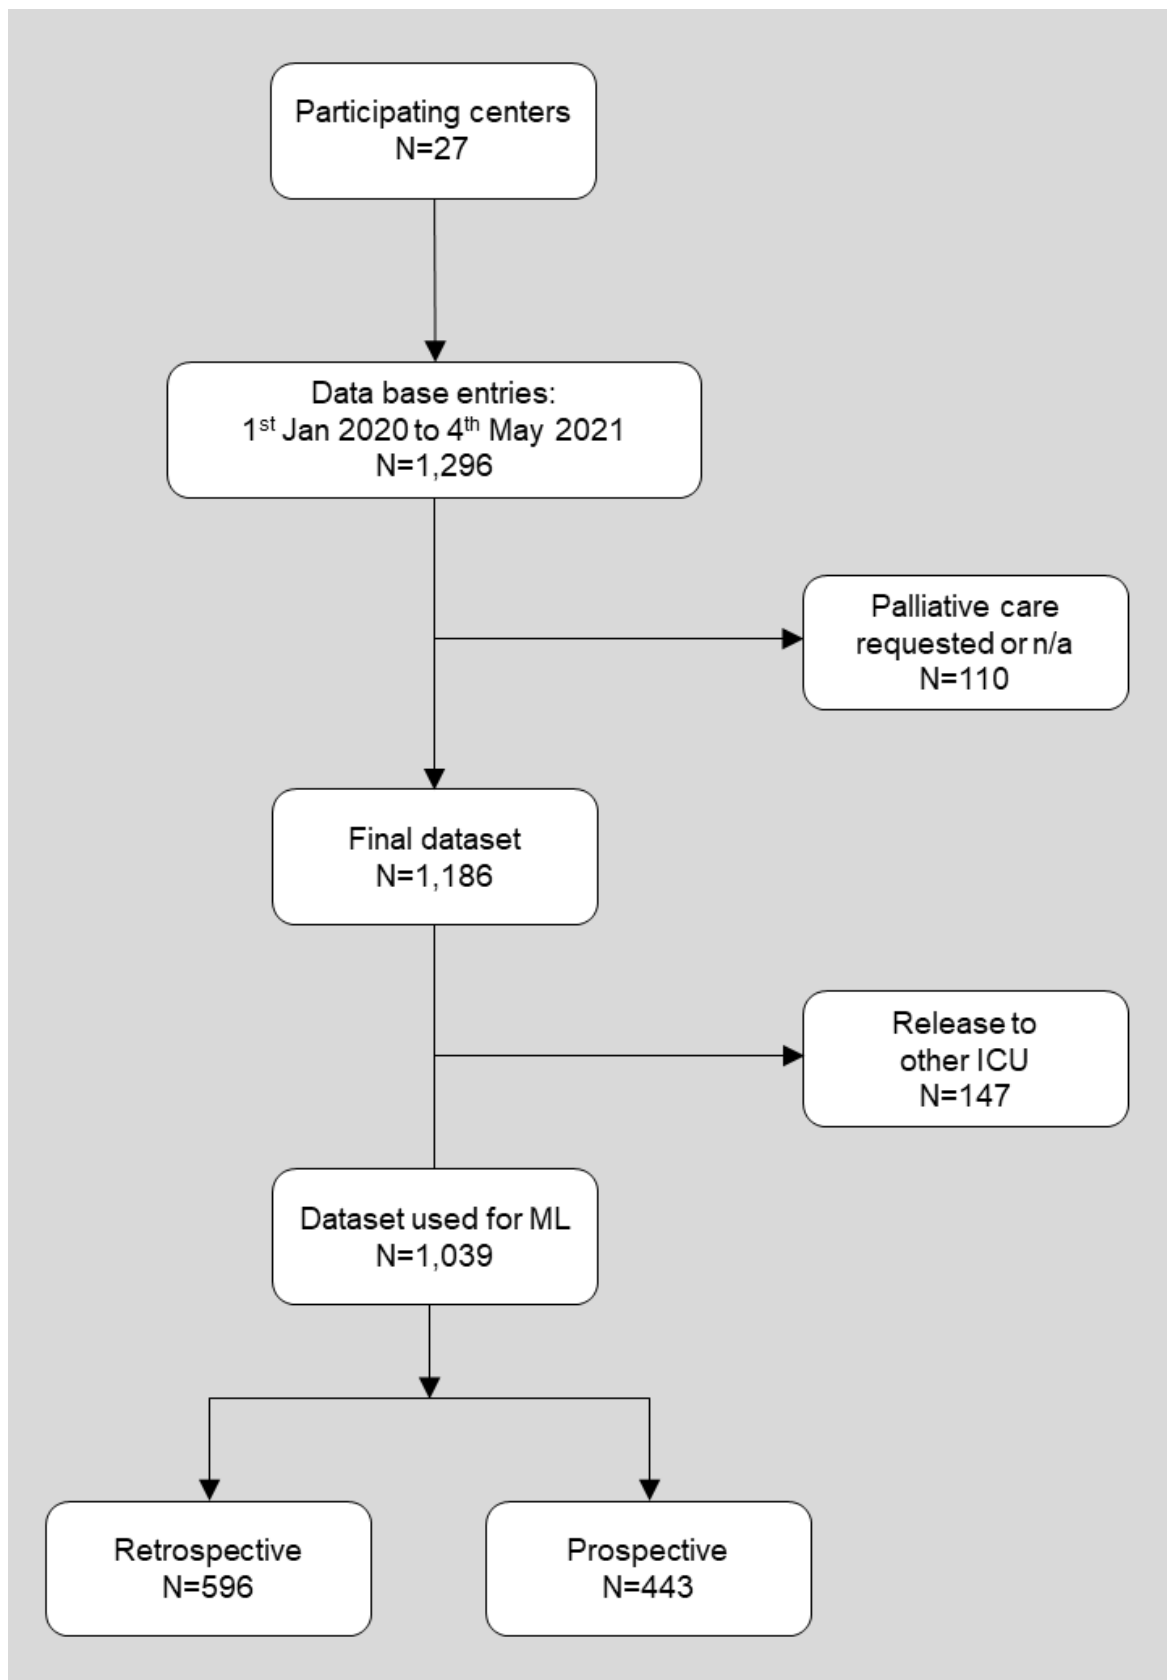 Participating centers
N=27
Data base entries:
1st Jan 2020 to 4th May 2021
N=1,296
Palliative care
requested or n/a
N=110
Final dataset
N=1,186
Release to
other ICU
N=147
Dataset used for ML
N=1,039
Retrospective
N=596
Prospective
N=443